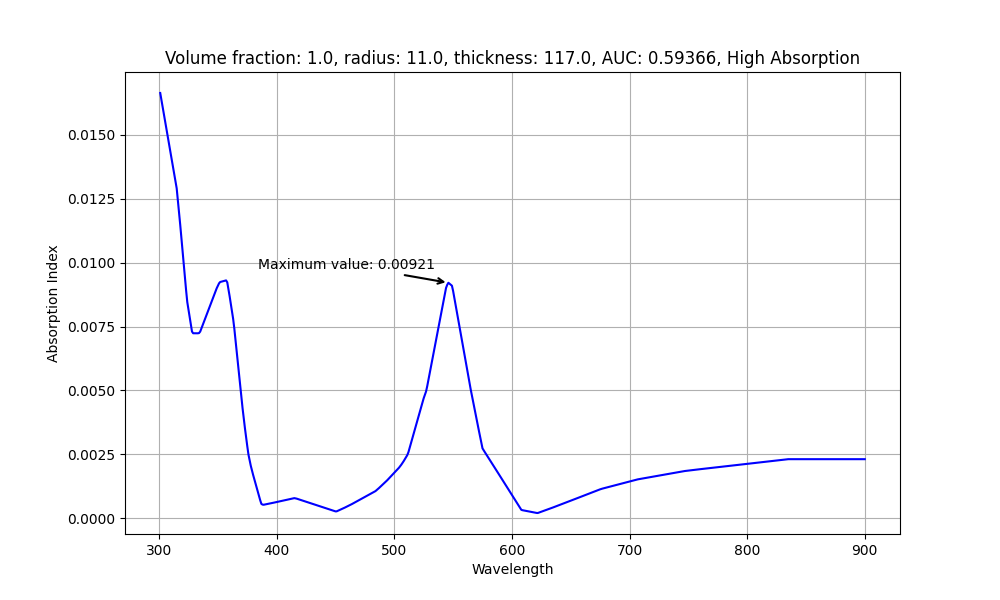 Volume fraction: 1.0, radius: 11.0, thickness: 117.0, AUC: 0.59366, High Absorption
Absorption Index
0.0150
0.0125
0.0100
0.0075
0.0050
0.0025
0.0000
Maximum value: 0.00921
300 400 500 600 700 800 900
Wavelength